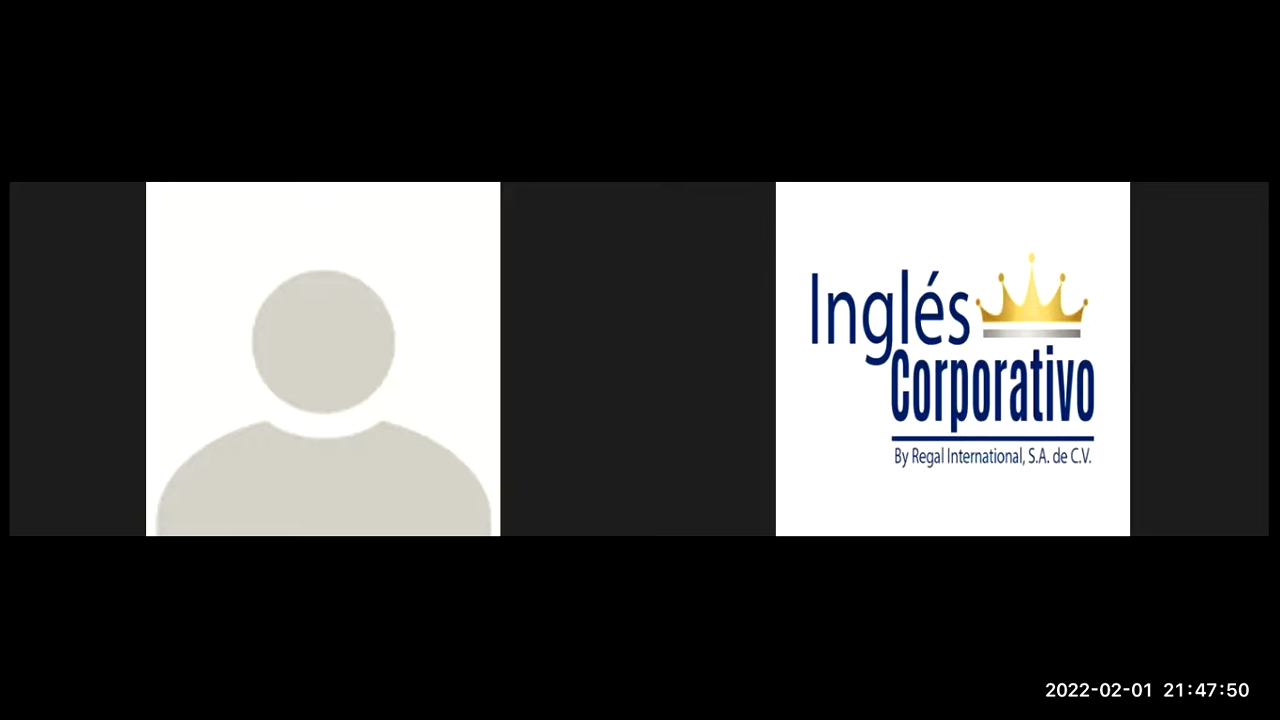 Inglés
Corporativo
By Regal International, S.A. de C.V.
2022-02-01 21:47:50